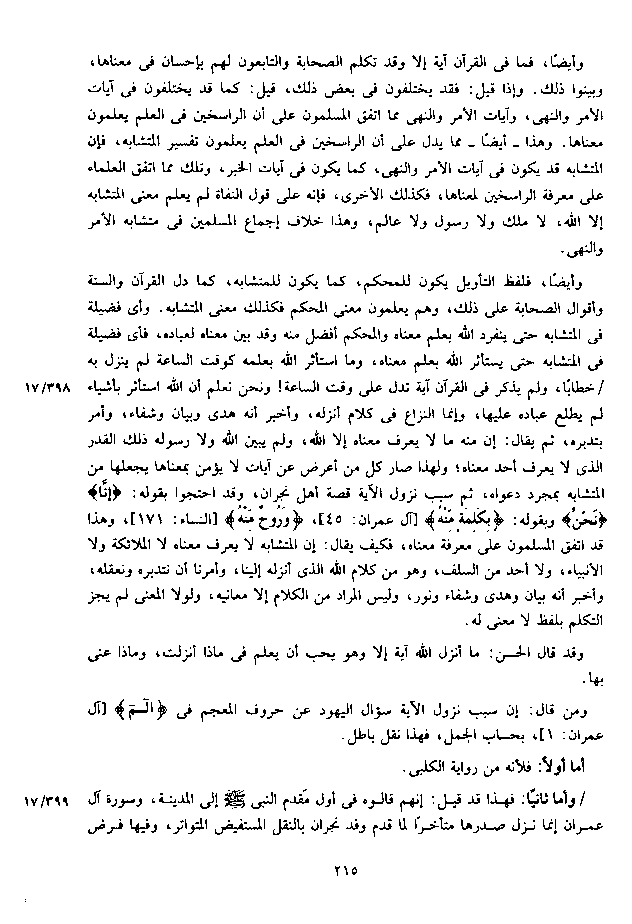 وأيضًا، فما فى القرآن آية إلا وقد تكلم الصحابة والتابعون لهم بإحسان فى معناها،
وبينوا ذلك. وإذا قيل: فقد يختلفون فى بعض ذلك، قيل: كما قد يختلفون فى آيات
الأمر والنهى، وآيات الأمر والنهى مما اتفق المسلمون على أن الراسخين فى العلم يعلمون
معناها. وهذا ـ أيضًا ـ مما يدل على أن الراسخين فى العلم يعلمون تفسير المتشابه، فإن
المتشابه قد يكون فى آيات الأمر والنهى، كما يكون فى آيات الخبر، وتلك مما اتفق العلماء
على معرفة الراسخين لمعناها، فكذلك الأخرى، فإنه على قول النفاة لم يعلم معنى المتشابه
إلا الله، لا ملك ولا رسول ولا عالم، وهذا خلاف إجماع المسلمين فى متشابه الأمر
والنهى.
وأيضًا، فلفظ التأويل يكون للمحكم، كما يكون للمتشابه، كما دل القرآن والسنة
وأقوال الصحابة على ذلك، وهم يعلمون معنى المحكم فكذلك معنى المتشابه. وأى فضيلة
فى المتشابه حتى ينفرد الله بعلم معناه والمحكم أفضل منه وقد بين معناه لعباده، فأى فضيلة
فى المتشابه حتى يستأثر الله بعلم معناه، وما استأثر الله بعلمه كوقت الساعة لم ينزل به
/ خطابًا، ولم يذكر فى القرآن آية تدل على وقت الساعة! ونحن نعلم أن الله استأثر بأشياء ١٧/٣٩٨
لم يطلع عباده عليها، وإنما النزاع فى كلام أنزله، وأخبر أنه هدى وبيان وشفاء، وأمر
بتدبره، ثم يقال: إن منه ما لا يعرف معناه إلا الله، ولم يبين الله ولا رسوله ذلك القدر
الذى لا يعرف أحد معناه؛ ولهذا صار كل من أعرض عن آيات لا يؤمن بمعناها يجعلها من
المتشابه بمجرد دعواه، ثم سبب نزول الآية قصة أهل نجران، وقد احتجوا بقوله: ﴿إِنَّا﴾
﴿نَحْنُ﴾ وبقوله: ﴿بِكَلِمَةٍ مِّنْهُ﴾ [آل عمران: ٤٥]، ﴿وَرُوحٌ مِّنْهُ﴾ [النساء: ١٧١]، وهذا
قد اتفق المسلمون على معرفة معناه، فكيف يقال: إن المتشابه لا يعرف معناه لا الملائكة ولا
الأنبياء، ولا أحد من السلف، وهو من كلام الله الذى أنزله إلينا، وأمرنا أن نتدبره ونعقله،
وأخبر أنه بيان وهدى وشفاء ونور، وليس المراد من الكلام إلا معانيه، ولولا المعنى لم يجز
التكلم بلفظ لا معنى له.
وقد قال الحسن: ما أنزل الله آية إلا وهو يحب أن يعلم فى ماذا أنزلت، وماذا عنى
بها.
ومن قال: إن سبب نزول الآية سؤال اليهود عن حروف المعجم فى ﴿الٓمٓ﴾ [آل
عمران: ١]، بحساب الجمل، فهذا نقل باطل.
أما أولاً: فلأنه من رواية الكلبى.
/ وأما ثانيًا: فهذا قد قيل: إنهم قالوه فى أول مَقدم النبى ﷺ إلى المدينة، وسورة آل ١٧/٣٩٩
عمران إنما نزل صدرها متأخرًا لما قدم وفد نجران بالنقل المستفيض المتواتر، وفيها فرض
٢١٥